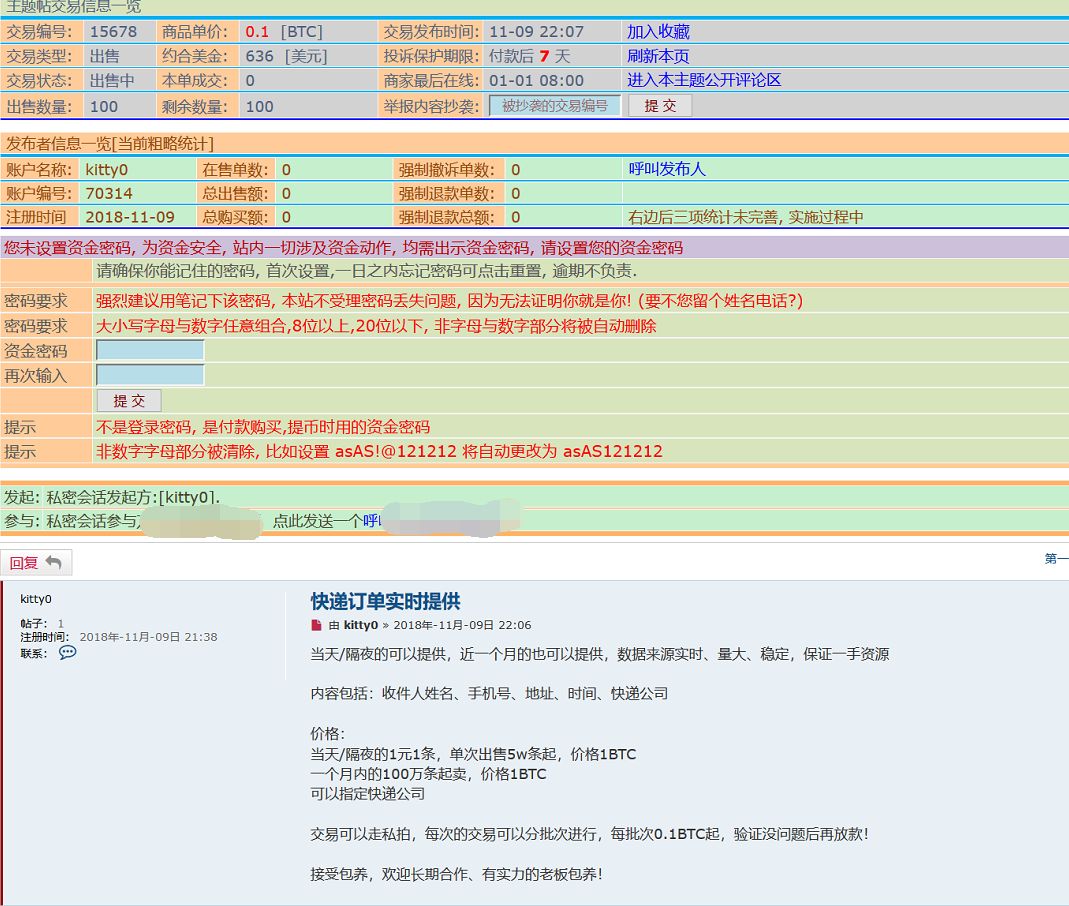 主题帖交易信息一览
交易编号: 15678 商品单价: 0.1 [BTC] 交易发布时间: 11-09 22:07 加入收藏
交易类型: 出售 约合美金: 636 [美元] 投诉保护期限: 付款后 7 天 刷新本页
交易状态: 出售中 本单成交: 0 商家最后在线: 01-01 08:00 进入本主题公开评论区
出售数量: 100 剩余数量: 100 举报内容抄袭: 被抄袭的交易编号 提 交
发布者信息一览[当前粗略统计]
账户名称: kitty0 在售单数: 0 强制撤诉单数: 0 呼叫发布人
账户编号: 70314 总出售额: 0 强制退款单数: 0
注册时间 2018-11-09 总购买额: 0 强制退款总额: 0 右边后三项统计未完善, 实施过程中
您未设置资金密码, 为资金安全, 站内一切涉及资金动作, 均需出示资金密码, 请设置您的资金密码
请确保你能记住的密码, 首次设置,一日之内忘记密码可点击重置, 逾期不负责.
密码要求 强烈建议用笔记下该密码, 本站不受理密码丢失问题, 因为无法证明你就是你! (要不您留个姓名电话?)
密码要求 大小写字母与数字任意组合,8位以上,20位以下, 非字母与数字部分将被自动删除
资金密码
再次输入
提 交
提示 不是登录密码, 是付款购买,提币时用的资金密码
提示 非数字字母部分被清除, 比如设置 asAS!@121212 将自动更改为 asAS121212
发起: 私密会话发起方:[kitty0].
参与: 私密会话参与 点此发送一个呼
回复
第一
kitty0
帖子: 1
注册时间: 2018年-11月-09日 21:38
联系:
快递订单实时提供
由 kitty0 » 2018年-11月-09日 22:06
当天/隔夜的可以提供，近一个月的也可以提供，数据来源实时、量大、稳定，保证一手资源
内容包括：收件人姓名、手机号、地址、时间、快递公司
价格：
当天/隔夜的1元1条，单次出售5w条起，价格1BTC
一个月内的100万条起卖，价格1BTC
可以指定快递公司
交易可以走私拍，每次的交易可以分批次进行，每批次0.1BTC起，验证没问题后再放款！
接受包养，欢迎长期合作、有实力的老板包养！